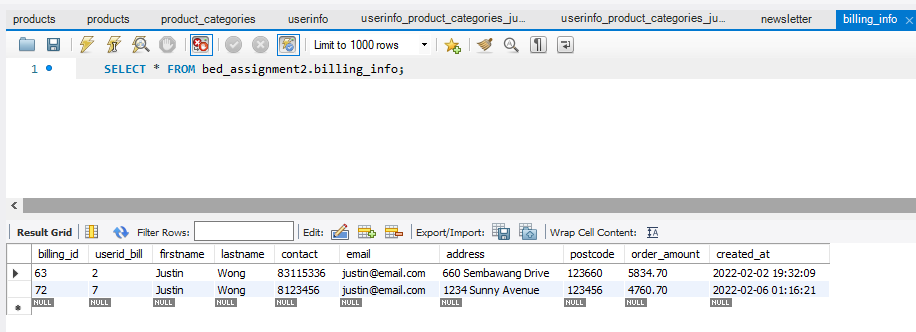 products products product_categories userinfo userinfo_product_categories_ju... userinfo_product_categories_ju... newsletter billing_info
Limit to 1000 rows
1 SELECT * FROM bed_assignment2.billing_info;
Result Grid Filter Rows: Edit: Export/Import: Wrap Cell Content: IA
billing_id userid_bill firstname lastname contact email address postcode order_amount created_at
63 2 Justin Wong 83115336 justin@email.com 660 Sembawang Drive 123660 5834.70 2022-02-02 19:32:09
72 7 Justin Wong 8123456 justin@email.com 1234 Sunny Avenue 123456 4760.70 2022-02-06 01:16:21
NULL NULL NULL NULL NULL NULL NULL NULL NULL NULL